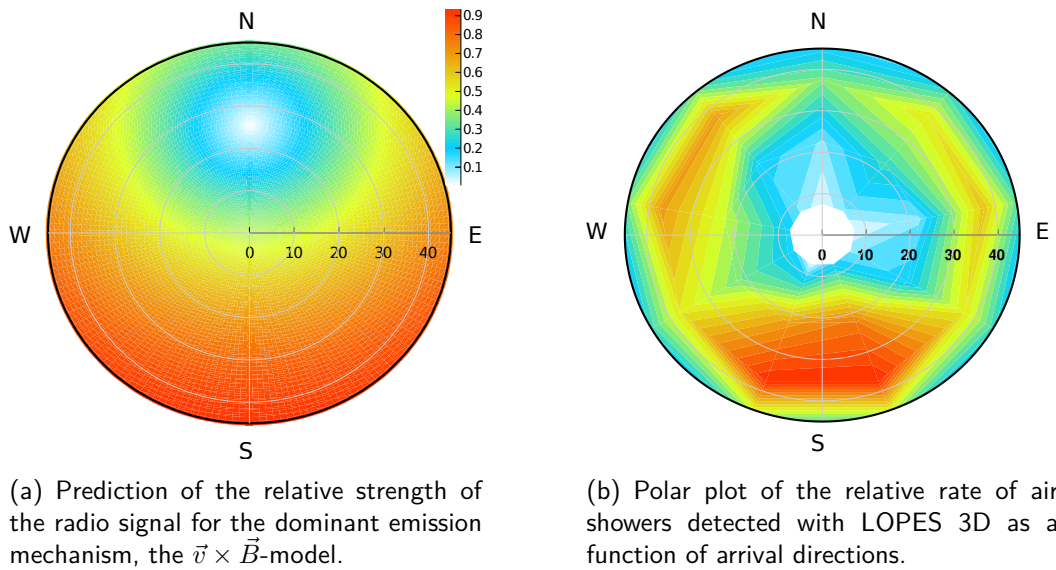 N
0.9
0.8
0.7
0.6
0.5
0.4
0.3
0.2
0.1
W
0 10 20 30 40
E
S
(a) Prediction of the relative strength of
the radio signal for the dominant emission
mechanism, the v⃗ × B⃗-model.
N
W
0 10 20 30 40
E
S
(b) Polar plot of the relative rate of air
showers detected with LOPES 3D as a
function of arrival directions.